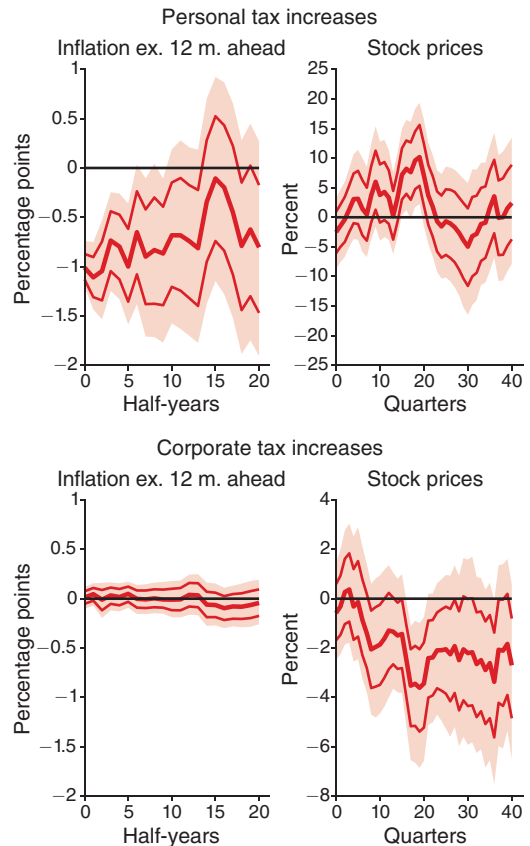 Personal tax increases
Inflation ex. 12 m. ahead
Stock prices
Percentage points
1
0.5
0
−0.5
−1
−1.5
−2
0 5 10 15 20
Half-years
Percent
25
20
15
10
5
0
−5
−10
−15
−20
−25
0 10 20 30 40
Quarters
Corporate tax increases
Inflation ex. 12 m. ahead
Stock prices
Percentage points
1
0.5
0
−0.5
−1
−1.5
−2
0 5 10 15 20
Half-years
Percent
4
2
0
−2
−4
−6
−8
0 10 20 30 40
Quarters